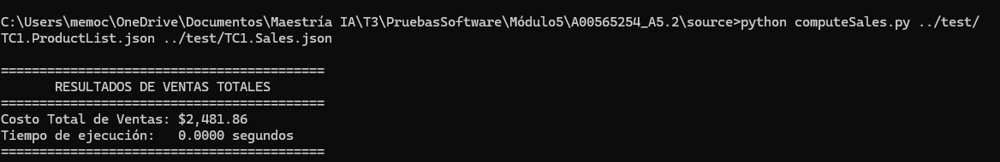 C:\Users\memoc\OneDrive\Documentos\Maestría IA\T3\PruebasSoftware\Módulo5\A00565254_A5.2\source>python computeSales.py ../test/
TC1.ProductList.json ../test/TC1.Sales.json
==========================================
RESULTADOS DE VENTAS TOTALES
==========================================
Costo Total de Ventas: $2,481.86
Tiempo de ejecución:   0.0000 segundos
==========================================